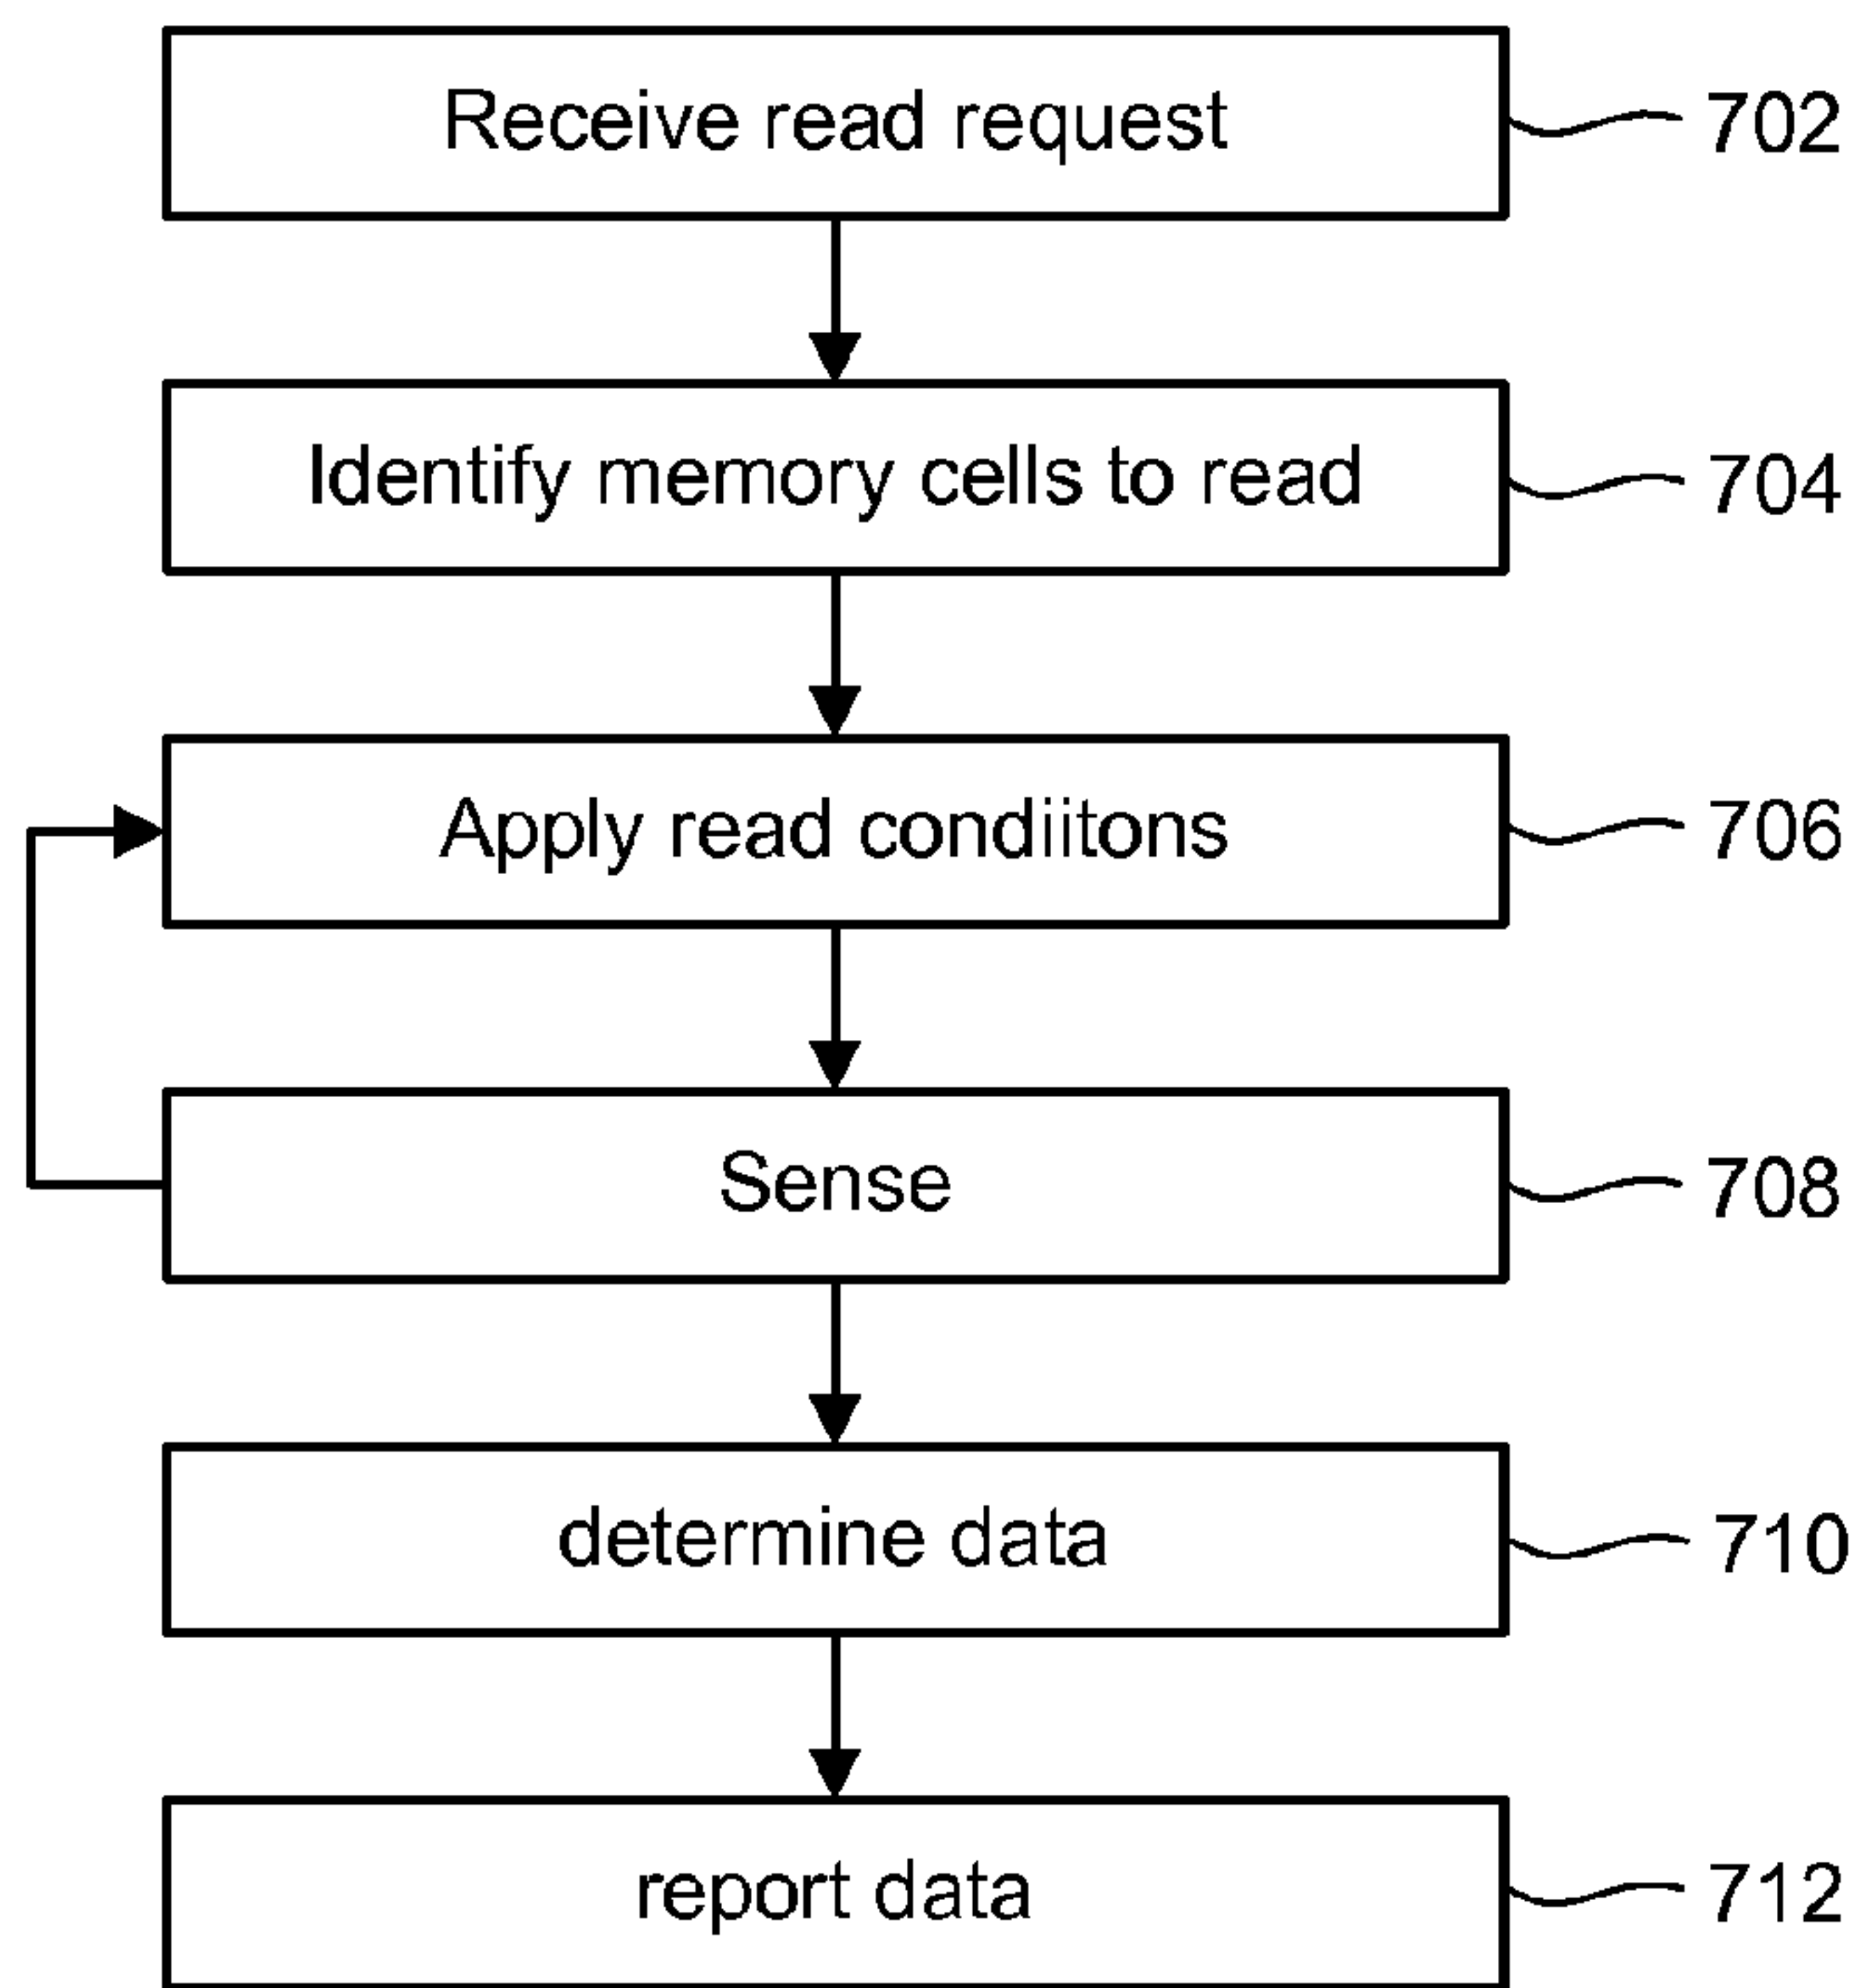 Receive read request 702
Identify memory cells to read 704
Apply read condiitons 706
Sense 708
determine data 710
report data 712